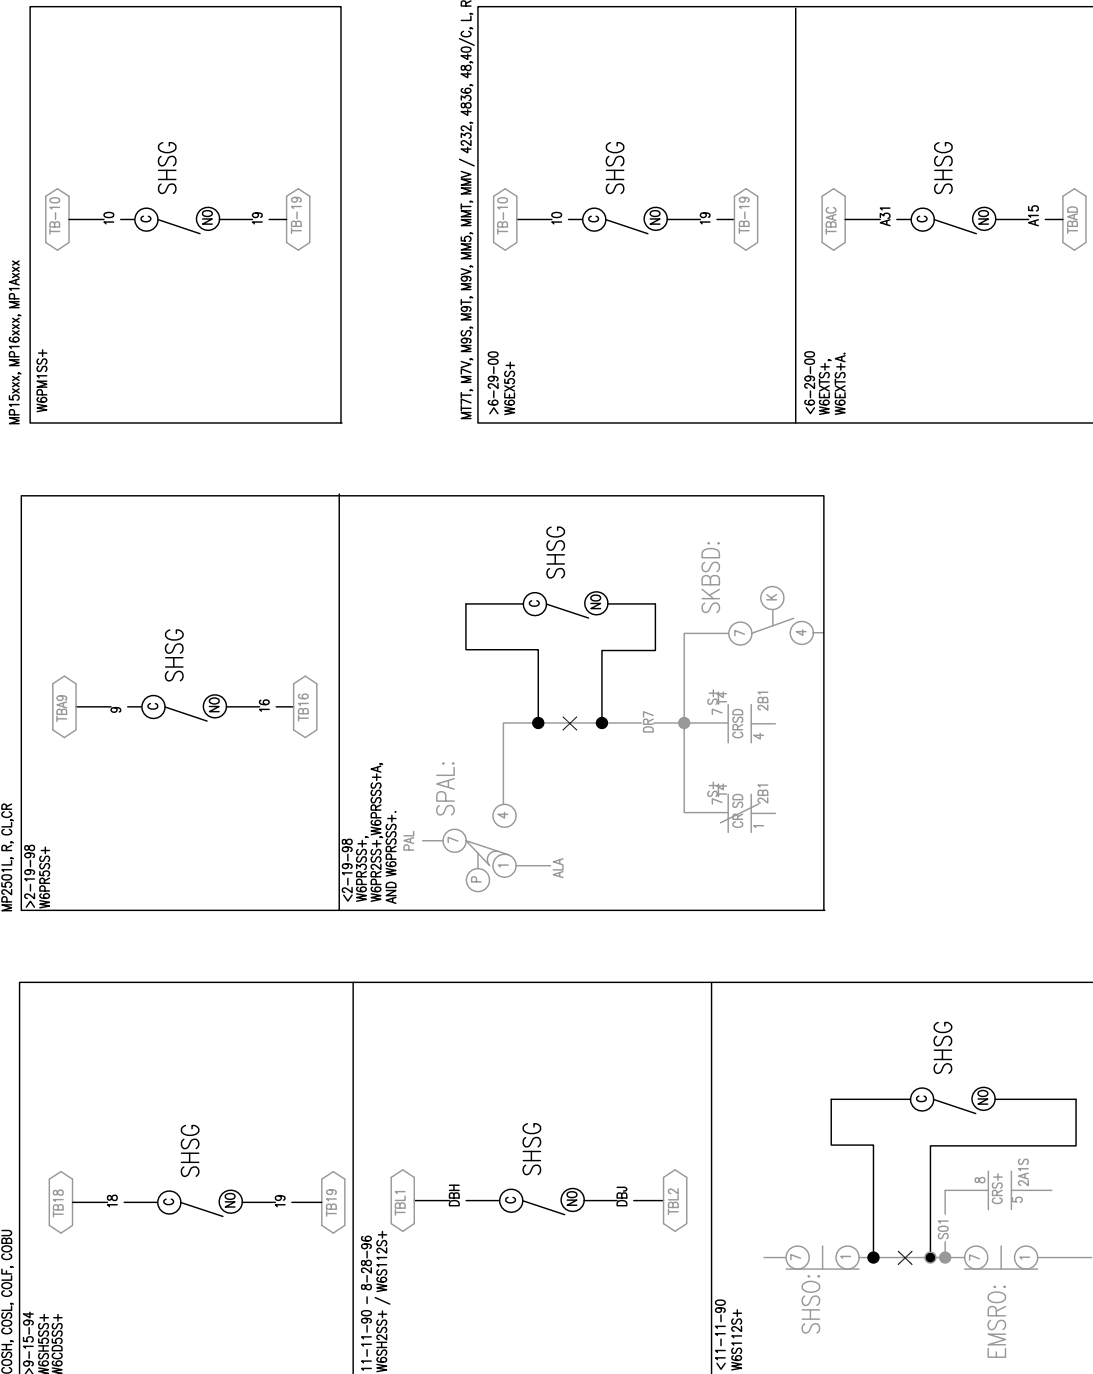 MP15xxx, MP16xxx, MP1Axxx
W6PM1SS+
TB-10
10
C
SHSG
NO
19
TB-19
MT7T, M7V, M9S, M9T, M9V, MM5, MMT, MMV / 4232, 4836, 48,40/C, L, R
>6-29-00
W6EX5S+
TB-10
10
C
SHSG
NO
19
TB-19
<6-29-00
W6EXTS+,
W6EXTS+A.
TBAC
A31
C
SHSG
NO
A15
TBAD
MP2501L, R, CL,CR
>2-19-98
W6PR5SS+
TBA9
9
C
SHSG
NO
16
TB16
<2-19-98
W6PR3SS+,
W6PR2SS+,W6PRSSS+A,
AND W6PRSSS+.
PAL
SPAL:
7
P
1
4
ALA
C
SHSG
NO
DR7
SKBSD:
7
K
4
7 S+
14
CRSD
4
2B1
7S+
14
CR SD
1
2B1
COSH, COSL, COLF, COBU
>9-15-94
W6SH5SS+
W6CD5SS+
TB18
18
C
SHSG
NO
19
TB19
11-11-90 - 8-28-96
W6SH2SS+ / W6S112S+
TBL1
DBH
C
SHSG
NO
DBJ
TBL2
<11-11-90
W6S112S+
SHSO:
7
1
C
SHSG
NO
S01
8
CRS+
5
2A1S
EMSRO:
7
1